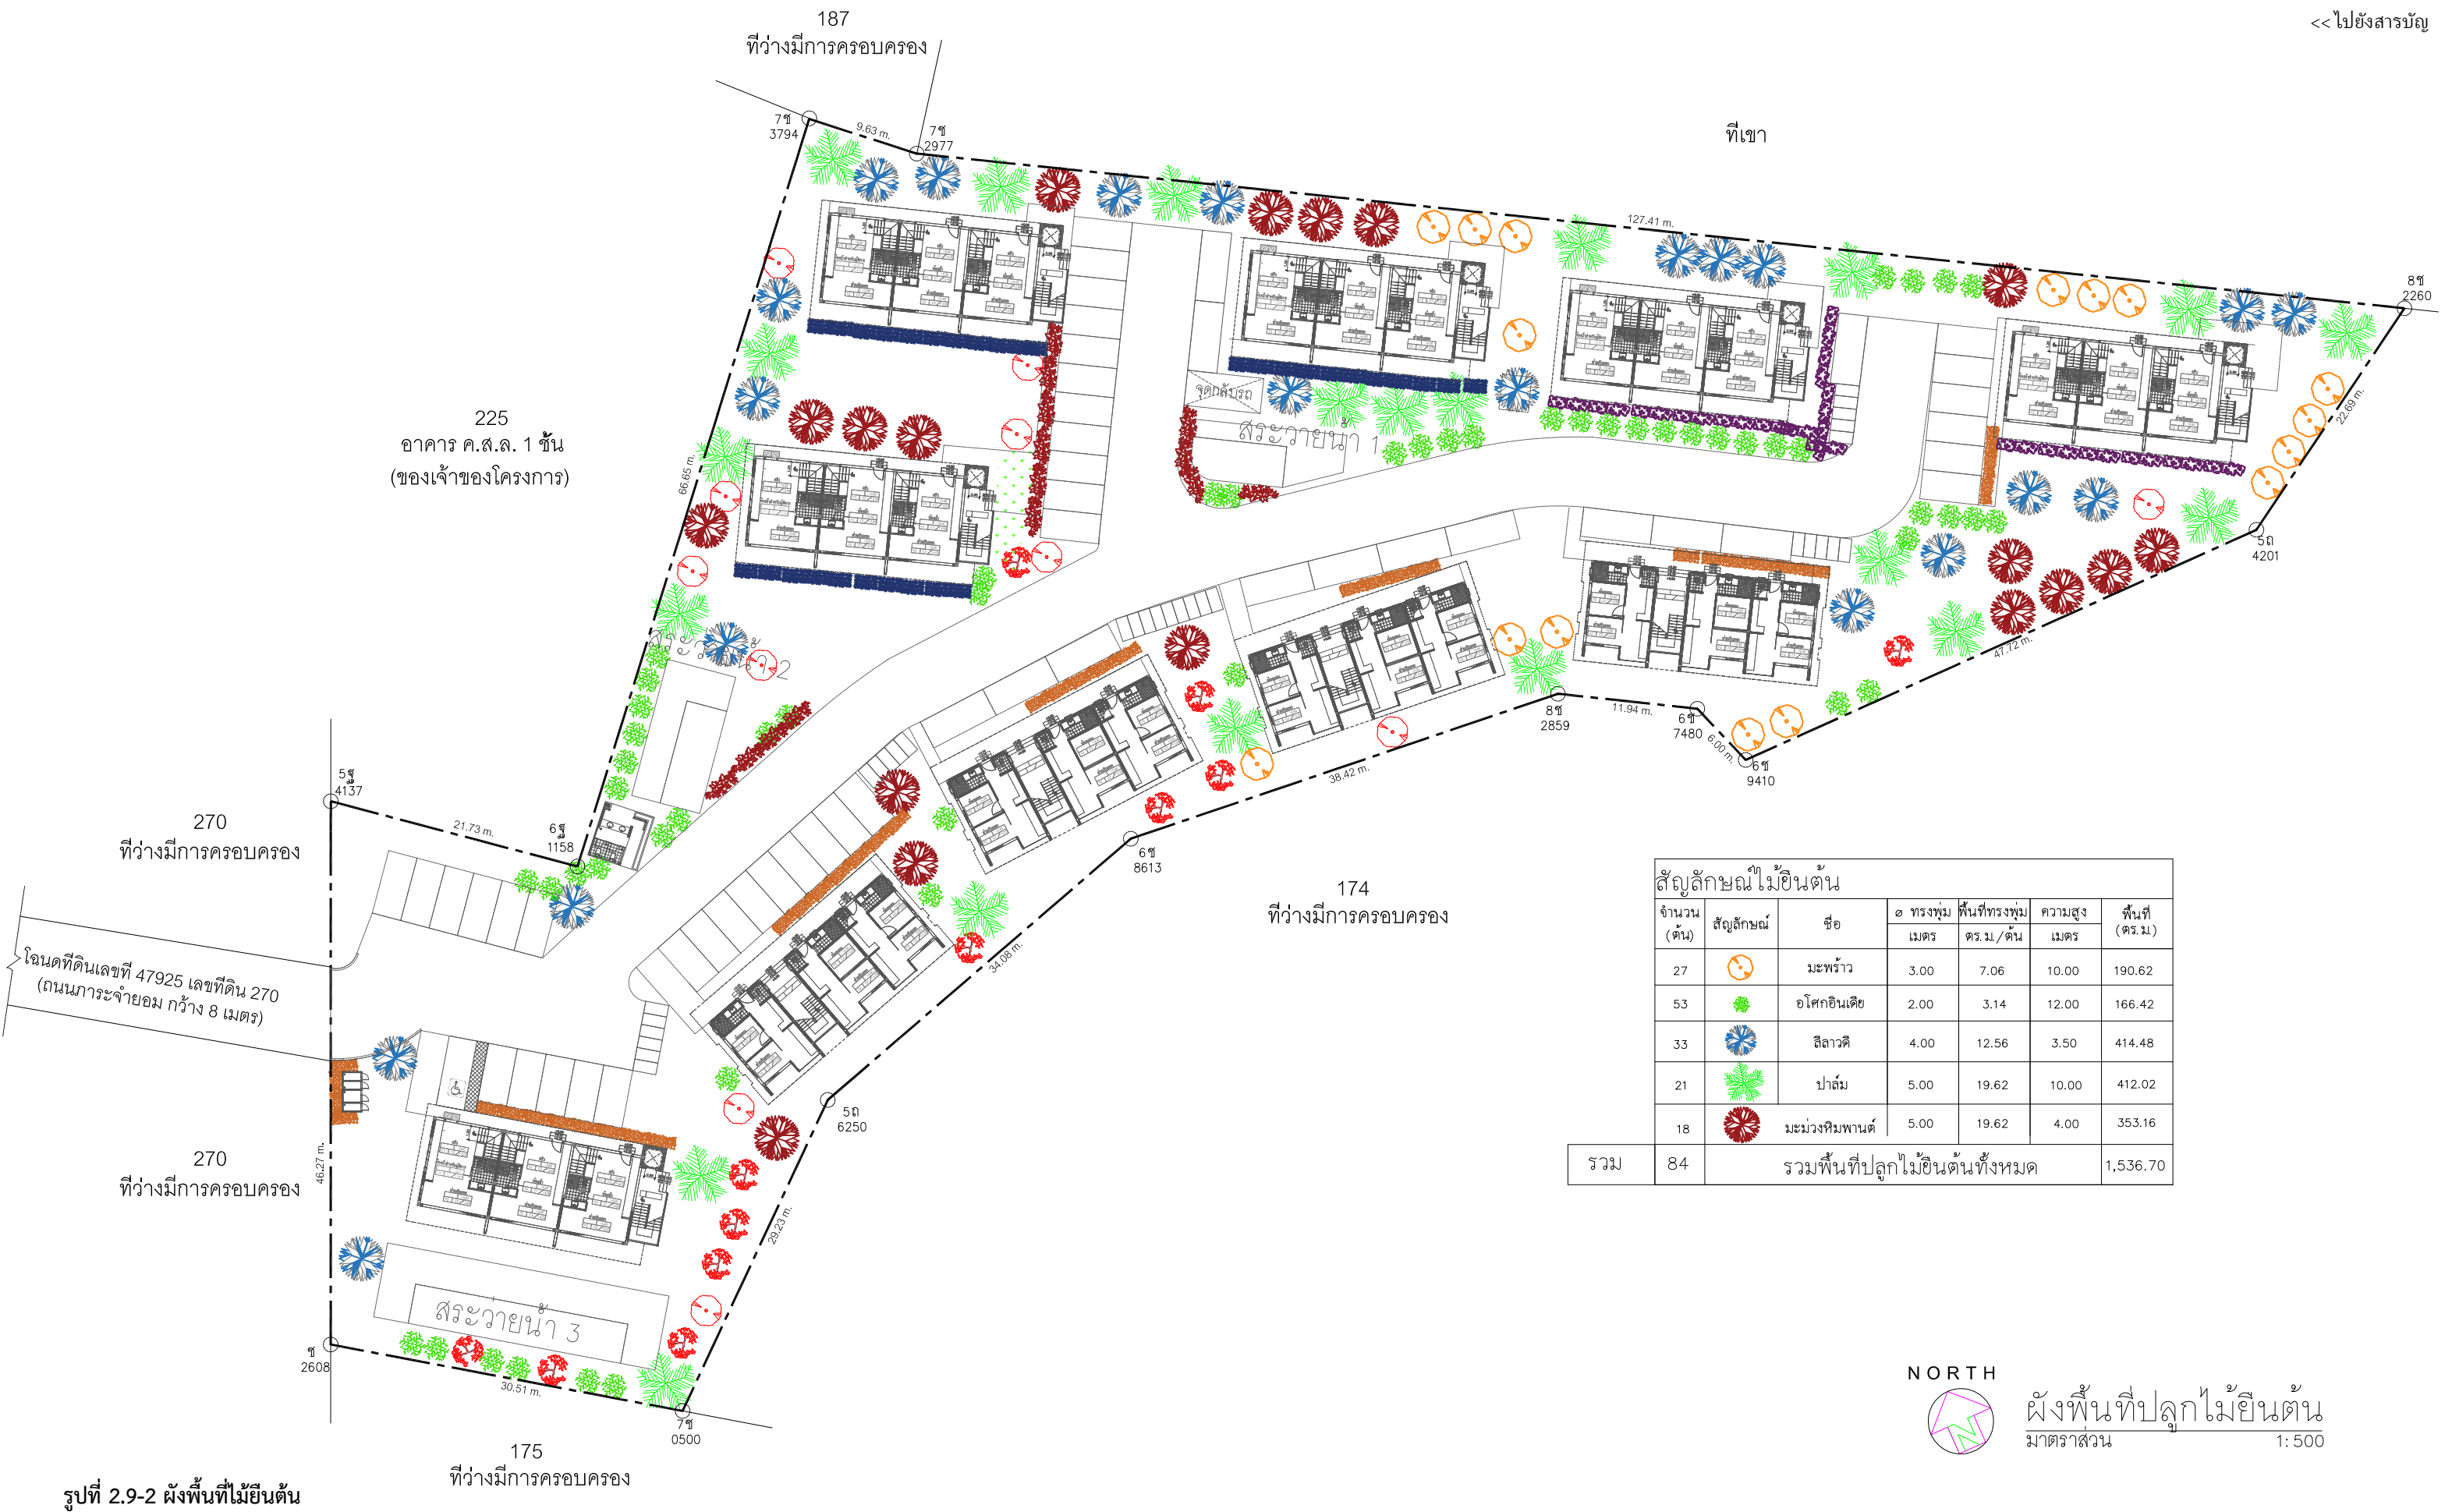 << ไปยังสารบัญ
187
ที่ว่างมีการครอบครอง
7ช
3794
9.63 m.
7ช
2977
ที่เขา
127.41 m.
8ช
2260
22.69 m.
225
อาคาร ค.ส.ล. 1 ชั้น
(ของเจ้าของโครงการ)
66.65 m.
จุดกลับรถ
สระวายน้ำ 1
5ถ
4201
47.72 m.
8ช
2859
11.94 m.
6ช
7480
6.00 m.
6ช
9410
38.42 m.
5ฐ
4137
21.73 m.
6ฐ
1158
270
ที่ว่างมีการครอบครอง
6ช
8613
34.08 m.
174
ที่ว่างมีการครอบครอง
โฉนดที่ดินเลขที่ 47925 เลขที่ดิน 270
(ถนนภาระจำยอม กว้าง 8 เมตร)
5ถ
6250
270
ที่ว่างมีการครอบครอง
46.27 m.
29.23 m.
สระว่ายน้ำ 3
ช
2608
30.51 m.
7ช
0500
175
ที่ว่างมีการครอบครอง
สัญลักษณ์ไม้ยืนต้น
จำนวน (ต้น) สัญลักษณ์ ชื่อ ø ทรงพุ่ม เมตร พื้นที่ทรงพุ่ม ตร.ม./ต้น ความสูง เมตร พื้นที่ (ตร.ม.)
27 มะพร้าว 3.00 7.06 10.00 190.62
53 อโศกอินเดีย 2.00 3.14 12.00 166.42
33 ลีลาวดี 4.00 12.56 3.50 414.48
21 ปาล์ม 5.00 19.62 10.00 412.02
18 มะม่วงหิมพานต์ 5.00 19.62 4.00 353.16
รวม 84 รวมพื้นที่ปลูกไม้ยืนต้นทั้งหมด 1,536.70
NORTH
N
ผังพื้นที่ปลูกไม้ยืนต้น
มาตราส่วน 1:500
รูปที่ 2.9-2 ผังพื้นที่ไม้ยืนต้น